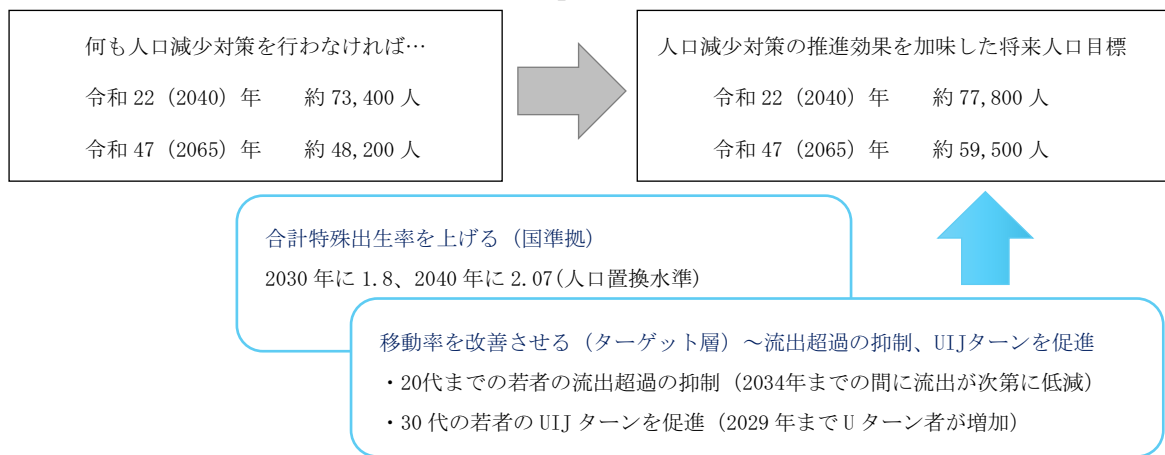 何も人口減少対策を行わなければ…
令和 22（2040）年　　約 73,400 人
令和 47（2065）年　　約 48,200 人
人口減少対策の推進効果を加味した将来人口目標
令和 22（2040）年　　約 77,800 人
令和 47（2065）年　　約 59,500 人
合計特殊出生率を上げる（国準拠）
2030 年に 1.8、2040 年に 2.07(人口置換水準)
移動率を改善させる（ターゲット層）～流出超過の抑制、UIJターンを促進
・20代までの若者の流出超過の抑制（2034年までの間に流出が次第に低減）
・30 代の若者の UIJ ターンを促進（2029 年まで U ターン者が増加）